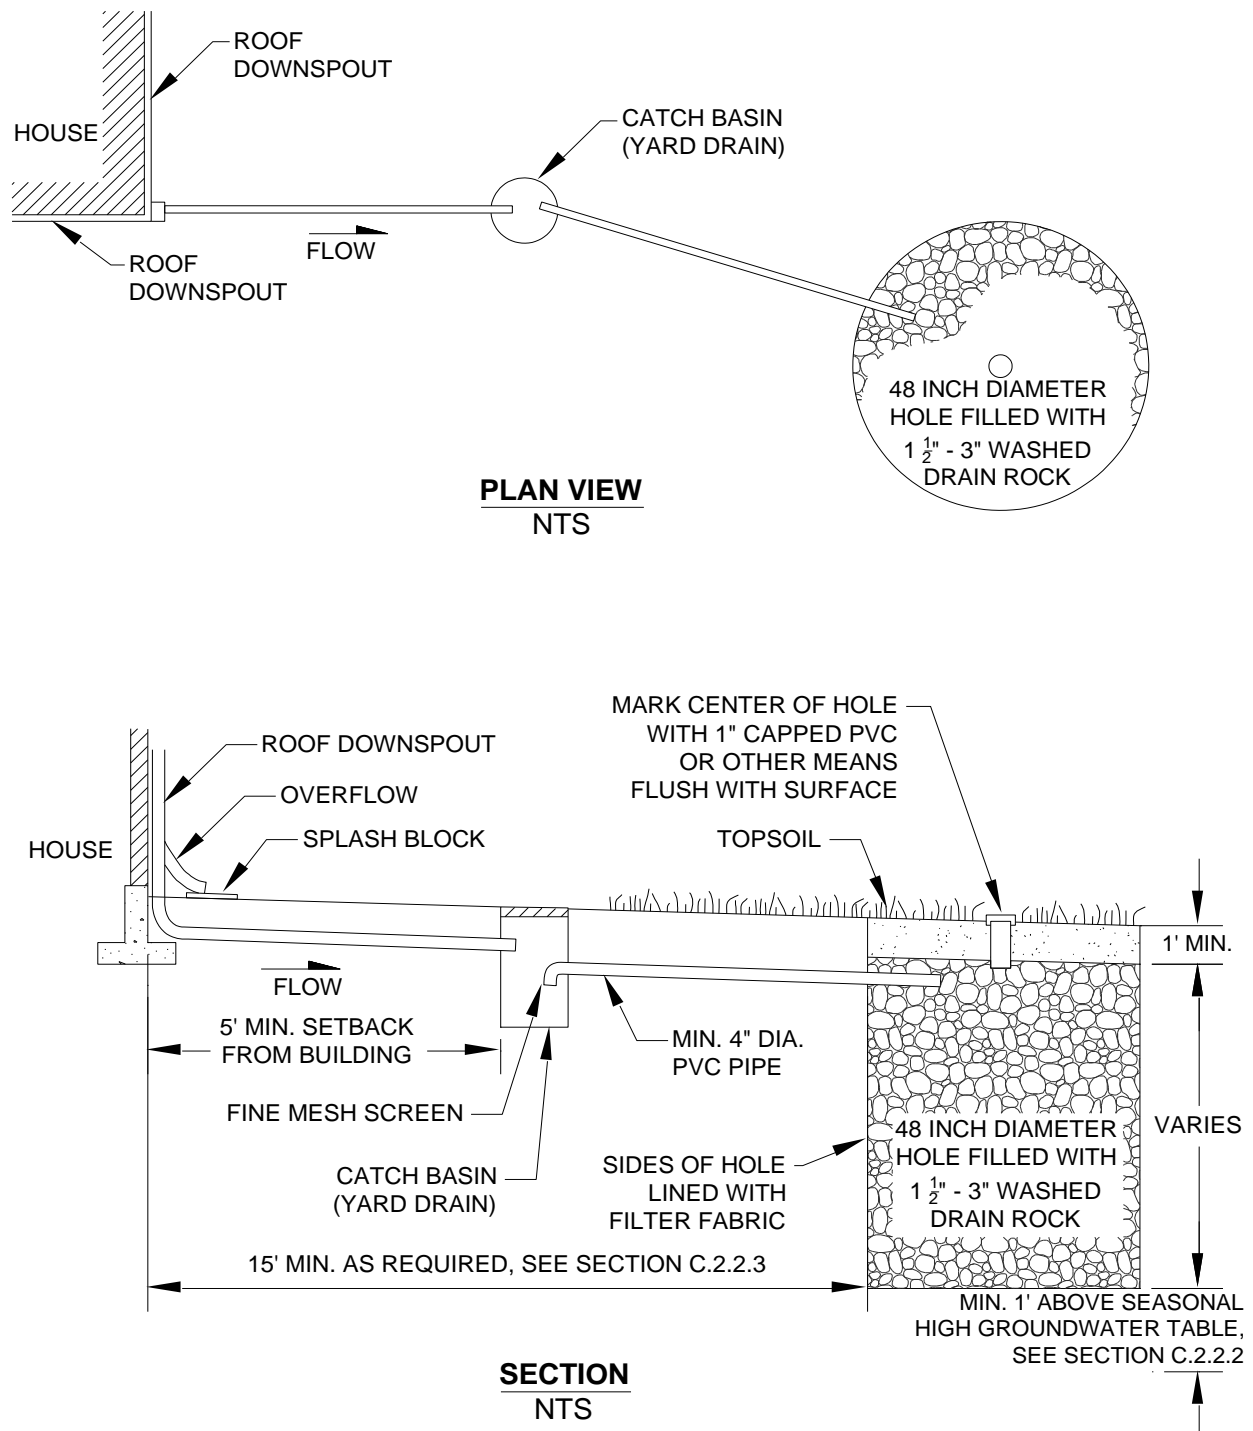 ROOF
DOWNSPOUT
HOUSE
CATCH BASIN
(YARD DRAIN)
FLOW
ROOF
DOWNSPOUT
48 INCH DIAMETER
HOLE FILLED WITH
1 1/2" - 3" WASHED
DRAIN ROCK
PLAN VIEW
NTS
MARK CENTER OF HOLE
WITH 1" CAPPED PVC
OR OTHER MEANS
FLUSH WITH SURFACE
ROOF DOWNSPOUT
OVERFLOW
SPLASH BLOCK
TOPSOIL
HOUSE
1' MIN.
FLOW
5' MIN. SETBACK
FROM BUILDING
MIN. 4" DIA.
PVC PIPE
FINE MESH SCREEN
VARIES
48 INCH DIAMETER
HOLE FILLED WITH
1 1/2" - 3" WASHED
DRAIN ROCK
CATCH BASIN
(YARD DRAIN)
SIDES OF HOLE
LINED WITH
FILTER FABRIC
15' MIN. AS REQUIRED, SEE SECTION C.2.2.3
MIN. 1' ABOVE SEASONAL
HIGH GROUNDWATER TABLE,
SEE SECTION C.2.2.2
SECTION
NTS